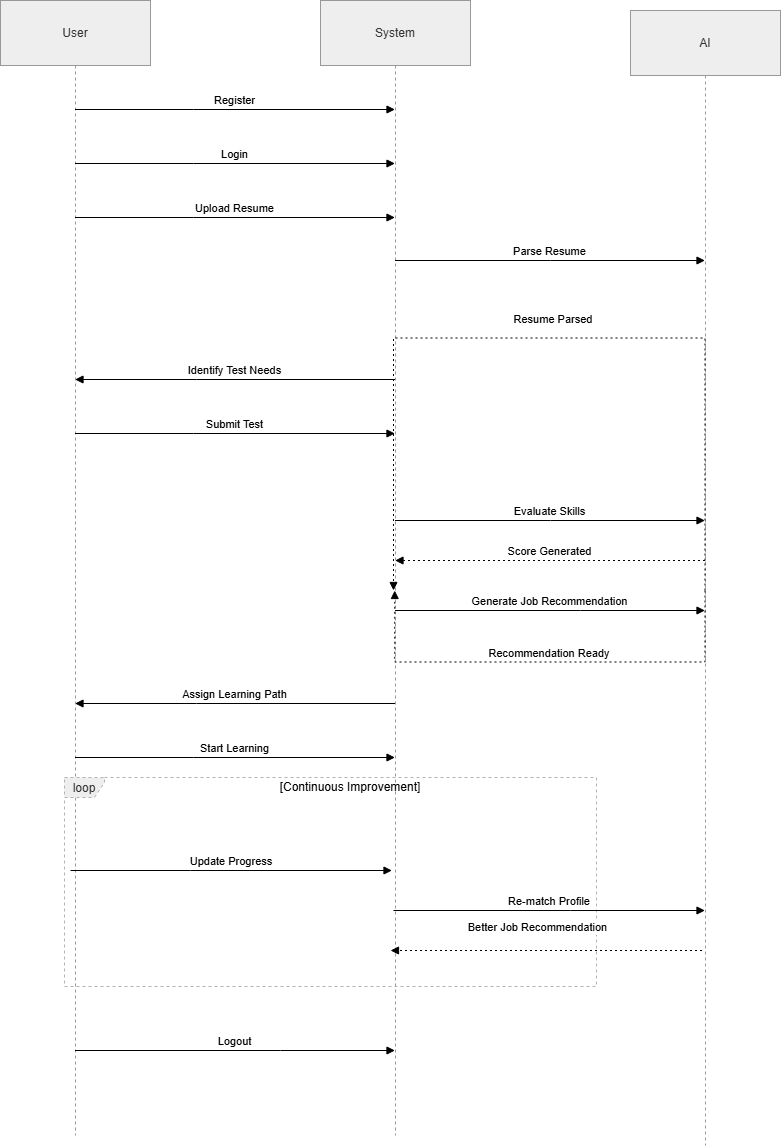 User
System
AI
Register
Login
Upload Resume
Parse Resume
Resume Parsed
Identify Test Needs
Submit Test
Evaluate Skills
Score Generated
Generate Job Recommendation
Recommendation Ready
Assign Learning Path
Start Learning
loop
[Continuous Improvement]
Update Progress
Re-match Profile
Better Job Recommendation
Logout